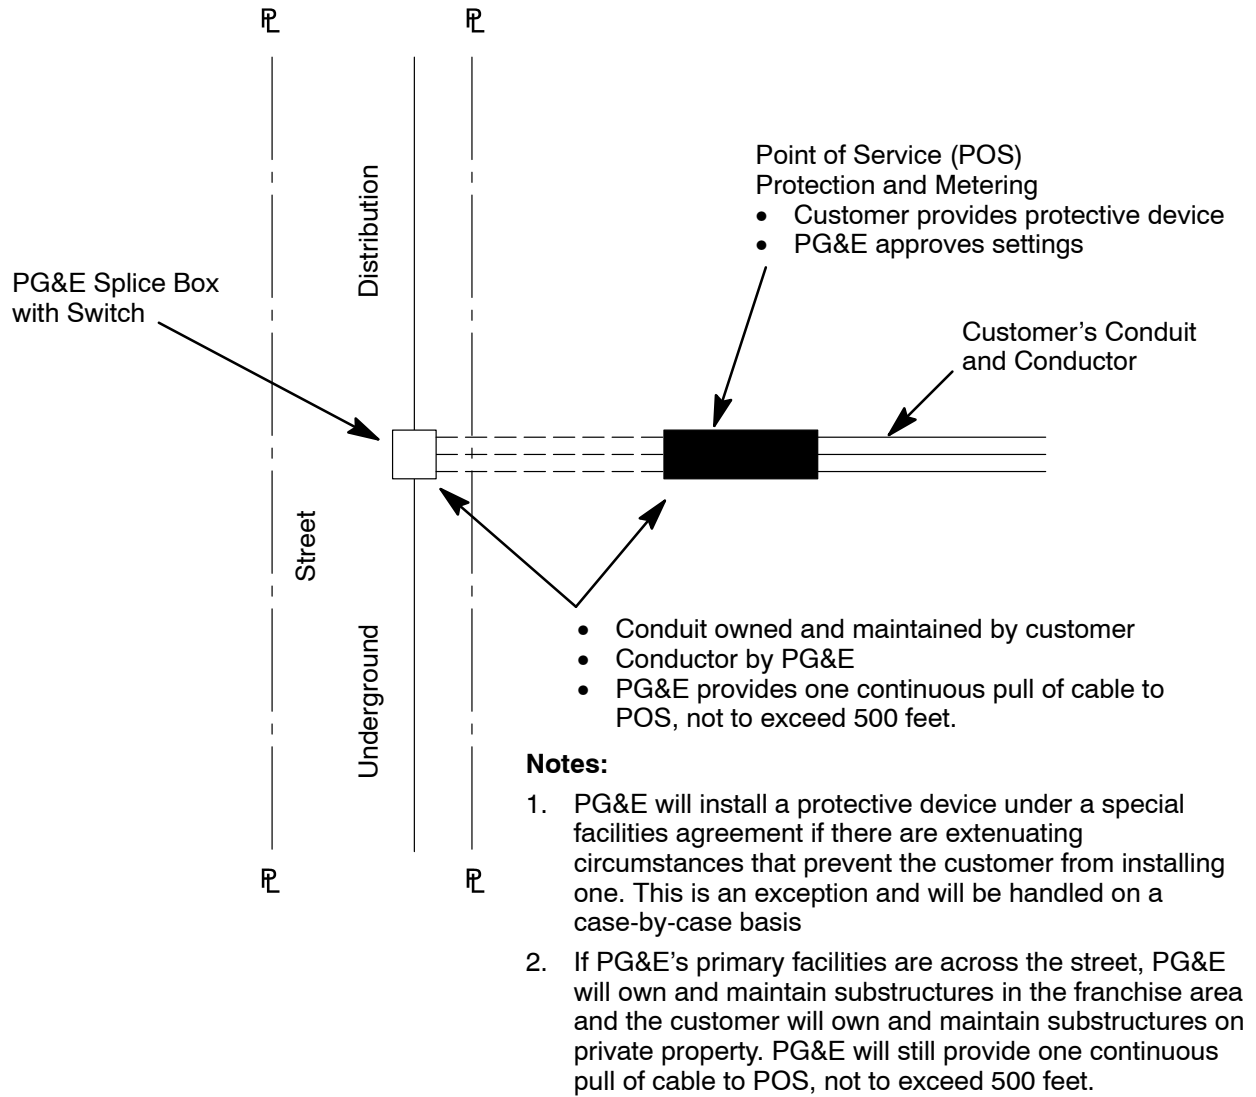 PL
PL
Point of Service (POS)
Protection and Metering
• Customer provides protective device
• PG&E approves settings
Distribution
PG&E Splice Box
with Switch
Customer’s Conduit
and Conductor
Street
Underground
• Conduit owned and maintained by customer
• Conductor by PG&E
• PG&E provides one continuous pull of cable to
POS, not to exceed 500 feet.
Notes:
1. PG&E will install a protective device under a special
facilities agreement if there are extenuating
circumstances that prevent the customer from installing
one. This is an exception and will be handled on a
case-by-case basis
2. If PG&E’s primary facilities are across the street, PG&E
will own and maintain substructures in the franchise area
and the customer will own and maintain substructures on
private property. PG&E will still provide one continuous
pull of cable to POS, not to exceed 500 feet.
PL
PL